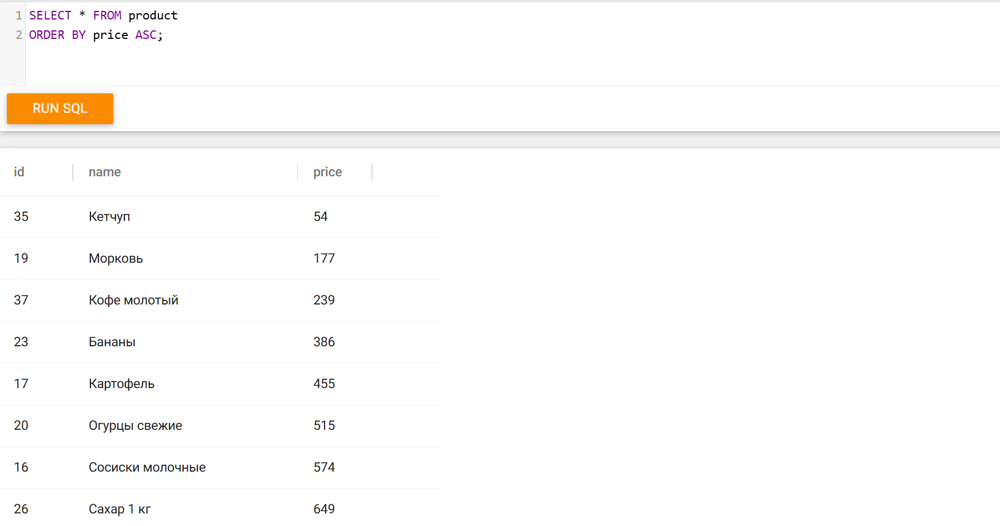 1 SELECT * FROM product
2 ORDER BY price ASC;
RUN SQL
id name price
35 Кетчуп 54
19 Морковь 177
37 Кофе молотый 239
23 Бананы 386
17 Картофель 455
20 Огурцы свежие 515
16 Сосиски молочные 574
26 Сахар 1 кг 649